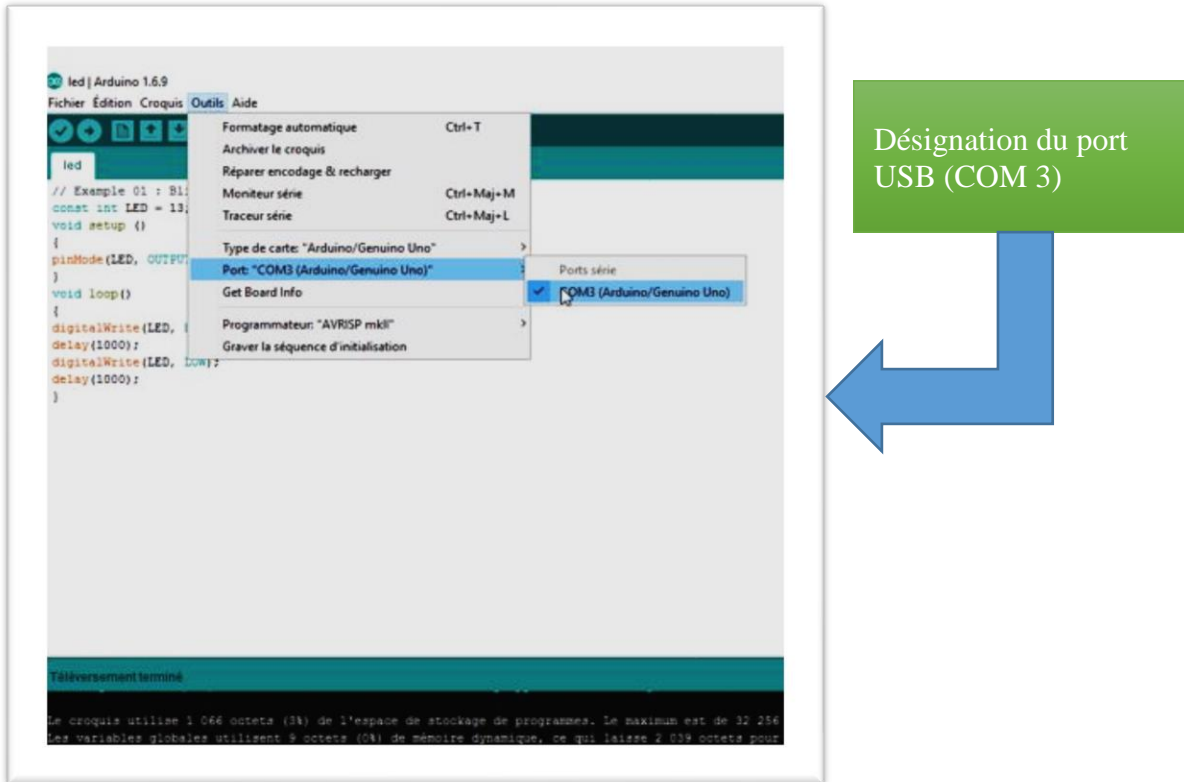 led | Arduino 1.6.9
Fichier Édition Croquis Outils Aide
led
// Example 01 :
const int LED = 13;
void setup ()
{
pinMode(LED,
}
void loop()
{
digitalWrite(LED,
delay(1000);
digitalWrite(LED, LOW);
delay(1000);
}
Formatage automatique Ctrl+T
Archiver le croquis
Réparer encodage & recharger
Moniteur série Ctrl+Maj+M
Traceur série Ctrl+Maj+L
Type de carte: "Arduino/Genuino Uno"
Port: "COM3 (Arduino/Genuino Uno)"
Get Board Info
Programmateur: "AVRISP mkII"
Graver la séquence d'initialisation
Ports série
COM3 (Arduino/Genuino Uno)
Téléversement terminé
Le croquis utilise 1 066 octets (3%) de l'espace de stockage de programmes. Le maximum est de 32 256
Les variables globales utilisent 9 octets (0%) de mémoire dynamique, ce qui laisse 2 039 octets pour
Désignation du port
USB (COM 3)